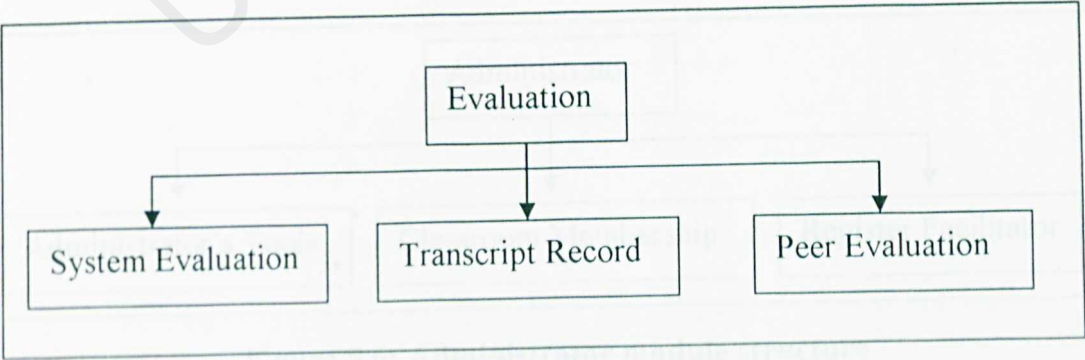 Evaluation
System Evaluation
Transcript Record
Peer Evaluation